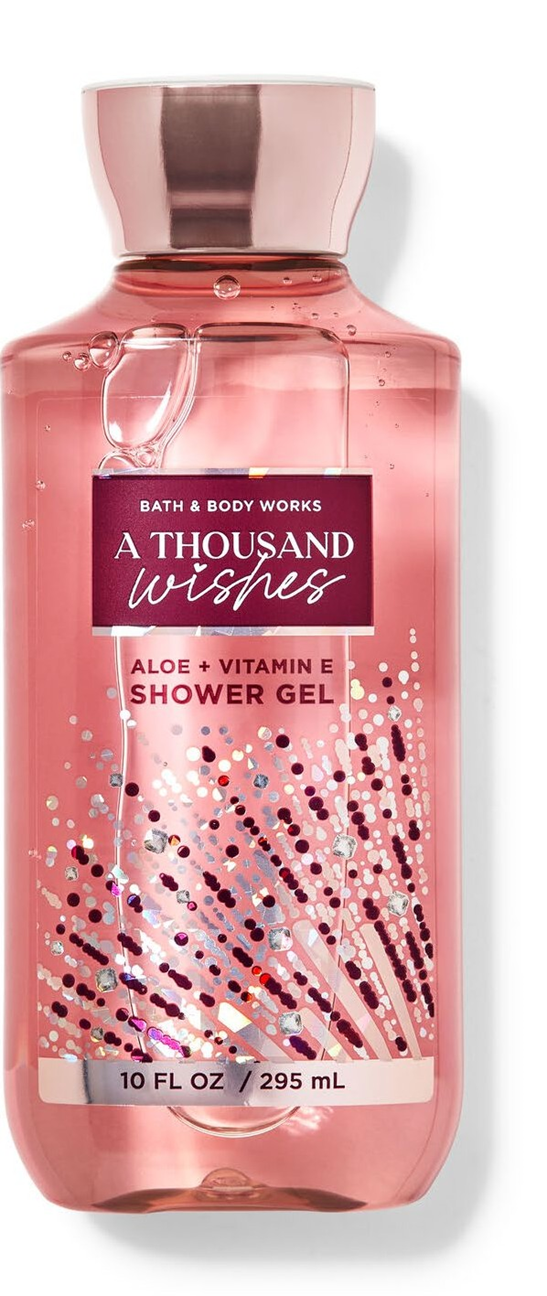 BATH & BODY WORKS
A THOUSAND
wishes
ALOE + VITAMIN E
SHOWER GEL
10 FL OZ / 295 mL